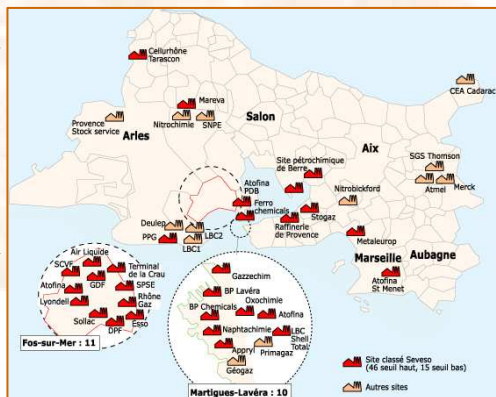 Cellurhône
Tarascon
CEA Cadarac
Mareva
Salon
Provence
Stock service
Nitrochimie
SNPE
Arles
Aix
SGS Thomson
Site pétrochimique
de Berre
Atofina
PDB
Nitrobickford
Atmel
Merck
Ferro
chemicals
Stogaz
Deulep
PPG
LBC2
LBC1
Raffinerie
de Provence
Metaleurop
Marseille
Aubagne
Atofina
St Menet
Air Liquide
SCVF
Terminal
de la Crau
GDF
SPSE
Atofina
Rhône
Gaz
Lyondell
Sollac
DPF
Esso
Fos-sur-Mer : 11
Gazzechim
BP Lavéra
Oxochimie
BP Chemicals
Atofina
Naphtachimie
LBC
Shell
Total
Appryl
Primagaz
Géogaz
Martigues-Lavéra : 10
Site classé Seveso
(46 seuil haut, 15 seuil bas)
Autres sites